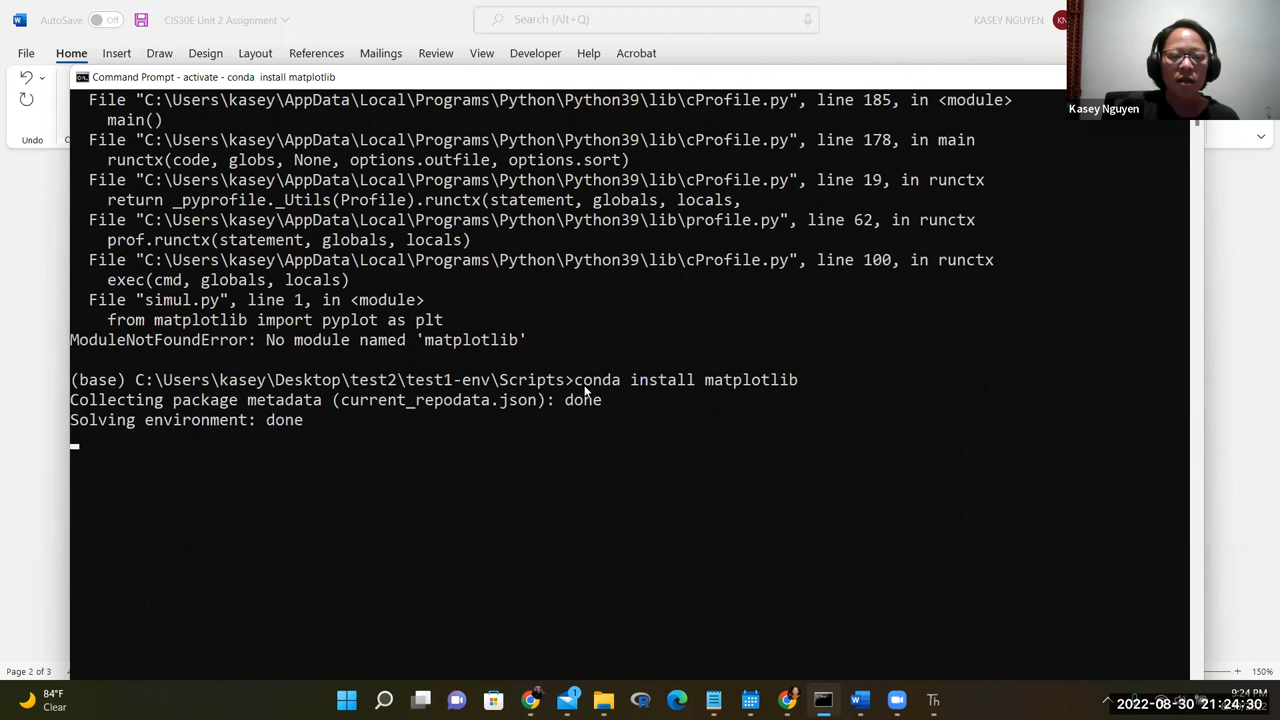 AutoSave Off CIS30E Unit 2 Assignment Search (Alt+Q) KASEY NGUYEN
File Home Insert Draw Design Layout References Mailings Review View Developer Help Acrobat
Command Prompt - activate - conda  install matplotlib
Kasey Nguyen
Undo
File "C:\Users\kasey\AppData\Local\Programs\Python\Python39\lib\cProfile.py", line 185, in <module>
main()
File "C:\Users\kasey\AppData\Local\Programs\Python\Python39\lib\cProfile.py", line 178, in main
runctx(code, globs, None, options.outfile, options.sort)
File "C:\Users\kasey\AppData\Local\Programs\Python\Python39\lib\cProfile.py", line 19, in runctx
return _pyprofile._Utils(Profile).runctx(statement, globals, locals,
File "C:\Users\kasey\AppData\Local\Programs\Python\Python39\lib\profile.py", line 62, in runctx
prof.runctx(statement, globals, locals)
File "C:\Users\kasey\AppData\Local\Programs\Python\Python39\lib\cProfile.py", line 100, in runctx
exec(cmd, globals, locals)
File "simul.py", line 1, in <module>
from matplotlib import pyplot as plt
ModuleNotFoundError: No module named 'matplotlib'
(base) C:\Users\kasey\Desktop\test2\test1-env\Scripts>conda install matplotlib
Collecting package metadata (current_repodata.json): done
Solving environment: done
Page 2 of 3 150%
84°F
Clear
9:24 PM
2022-08-30 21:24:30